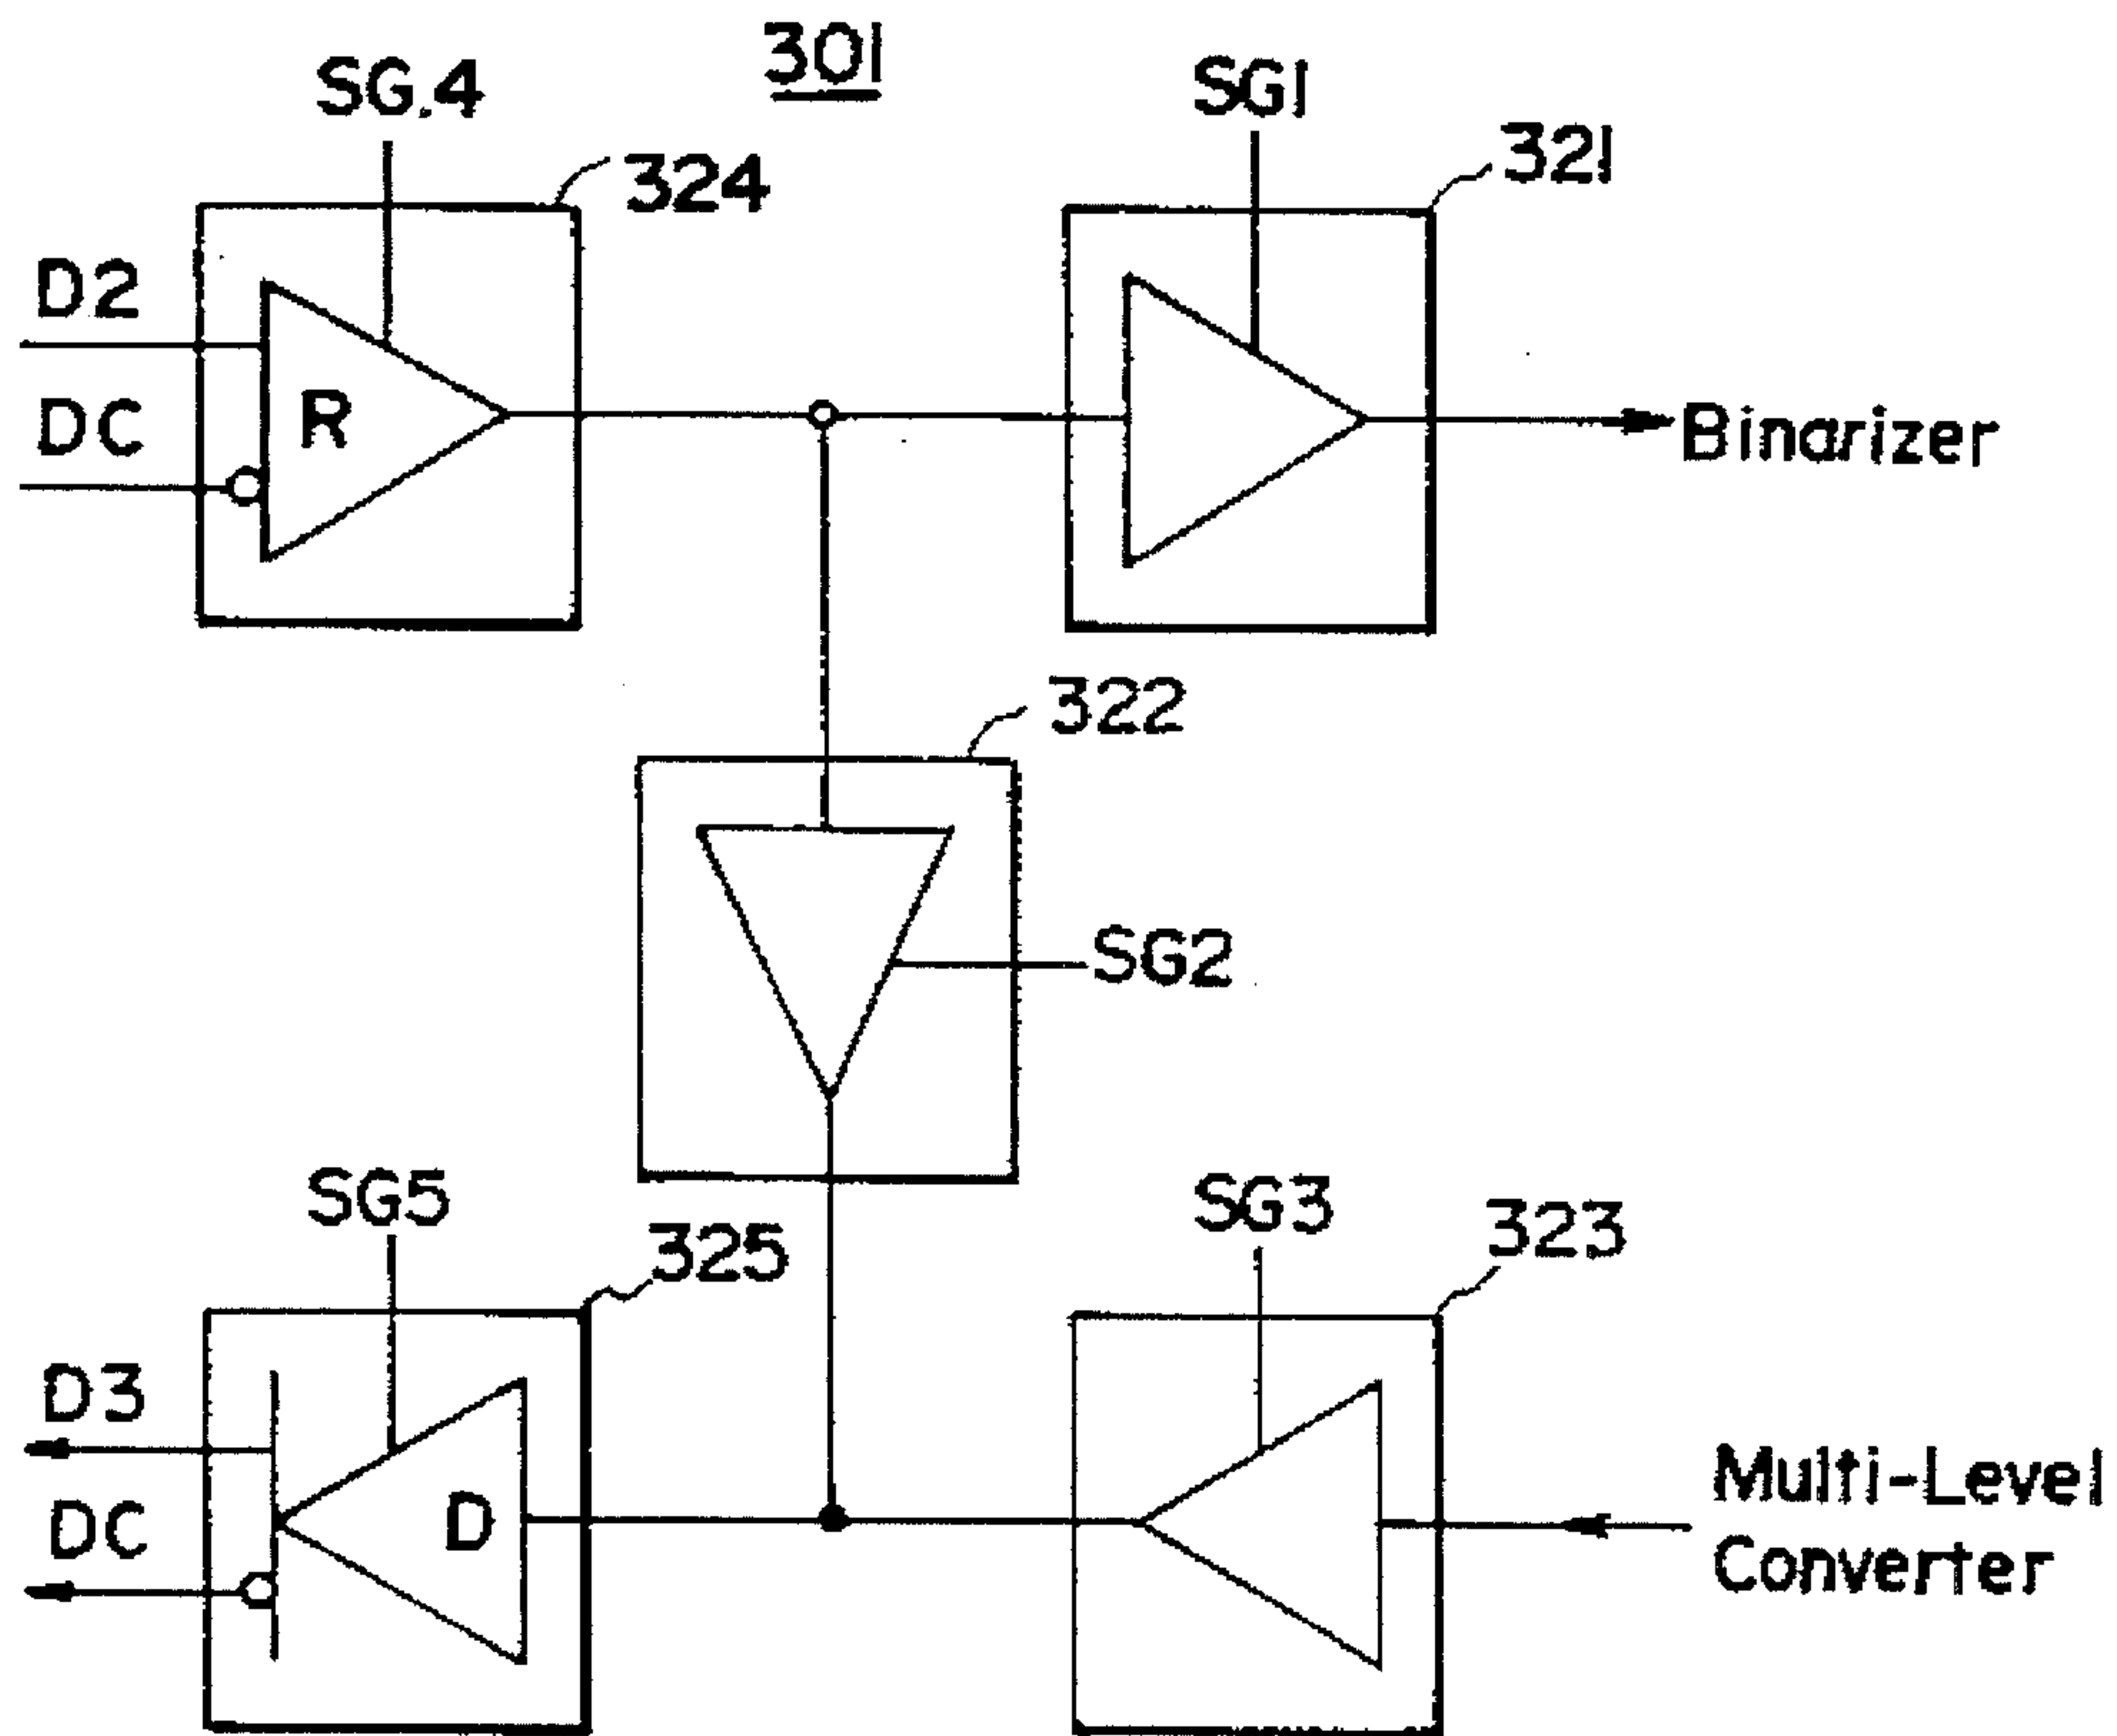 301
SG.4
SG1
324
321
D2
DC
R
Binarizer
322
SG2
SG5
325
SG3
323
D3
DC
D
Multi-Level
Converter